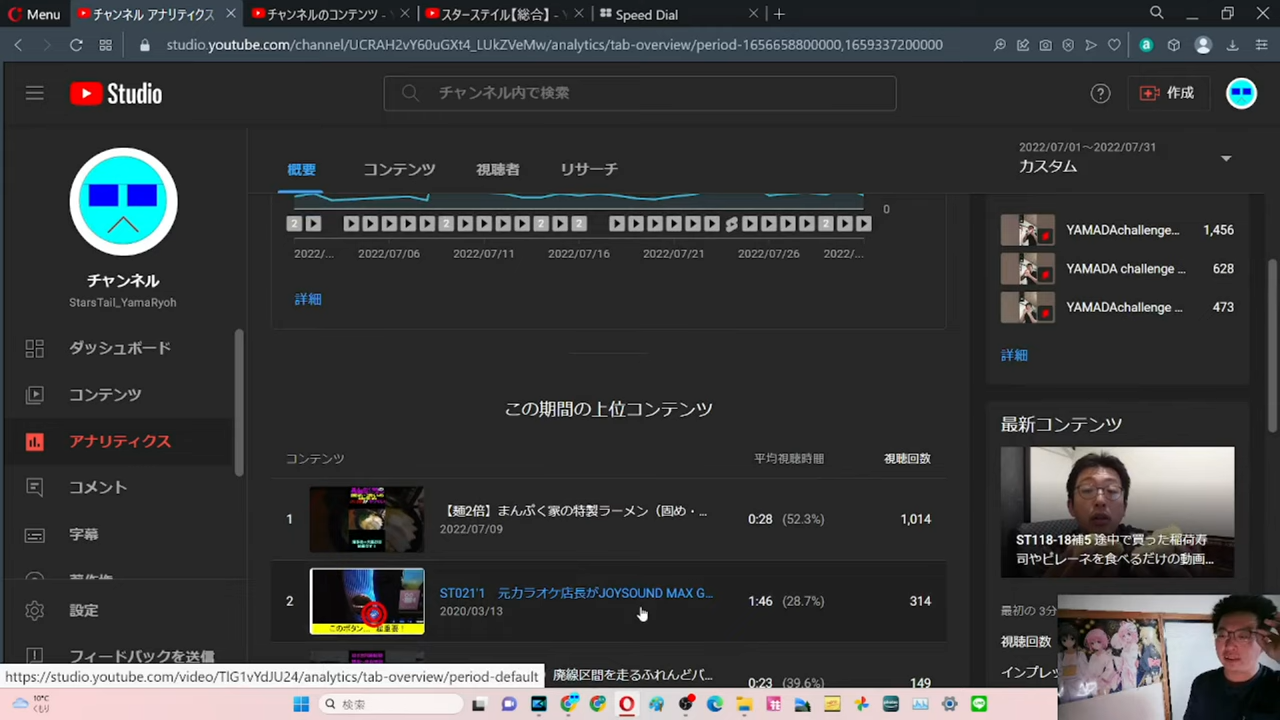 Menu
チャンネル アナリティクス
チャンネルのコンテンツ -
スターステイル【総合】 -
Speed Dial
studio.youtube.com/channel/UCRAH2vY60uGXt4_LUkZVeMw/analytics/tab-overview/period-1656658800000,1659337200000
Studio
チャンネル内で検索
作成
チャンネル
StarsTail_YamaRyoh
ダッシュボード
コンテンツ
アナリティクス
コメント
字幕
著作権
設定
フィードバックを送信
概要
コンテンツ
視聴者
リサーチ
2022/07/01～2022/07/31
カスタム
0
2 2 2 2 2
2022/... 2022/07/06 2022/07/11 2022/07/16 2022/07/21 2022/07/26 2022/...
詳細
この期間の上位コンテンツ
コンテンツ 平均視聴時間 視聴回数
1 【麺2倍】まんぷく家の特製ラーメン（固め・... 0:28 (52.3%) 1,014
2022/07/09
2 ST021'1 元力ラオケ店長がJOYSOUND MAX G... 1:46 (28.7%) 314
2020/03/13
廃線区間を走るふれんどバ... 0:23 (39.6%) 149
YAMADAchallenge... 1,456
YAMADA challenge ... 628
YAMADAchallenge ... 473
詳細
最新コンテンツ
ST118-18補5 途中で買った稲荷寿
司やピレーネを食べるだけの動画...
最初の 3分
視聴回数
インプレッ
https://studio.youtube.com/video/TIG1vYdJU24/analytics/tab-overview/period-default
10℃
くもり
検索